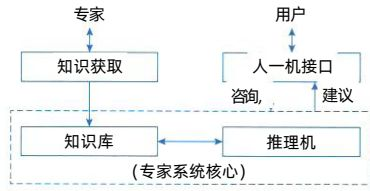 专家
用户
知识获取
人一机接口
咨询,
建议
知识库
推理机
(专家系统核心)